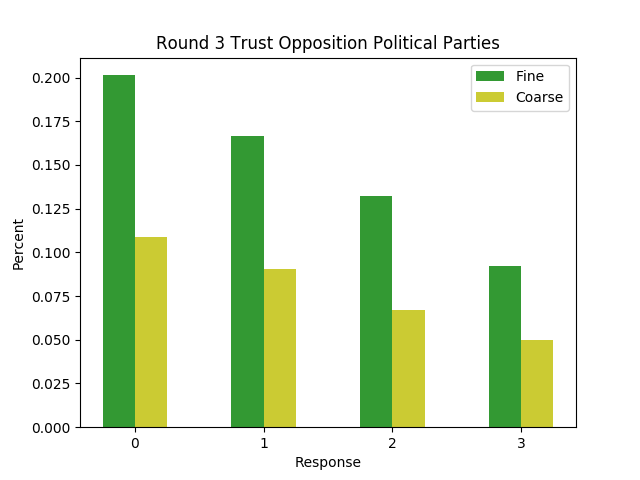 Round 3 Trust Opposition Political Parties
Fine
Coarse
0.200
0.175
0.150
0.125
0.100
0.075
0.050
0.025
0.000
Percent
0 1 2 3
Response